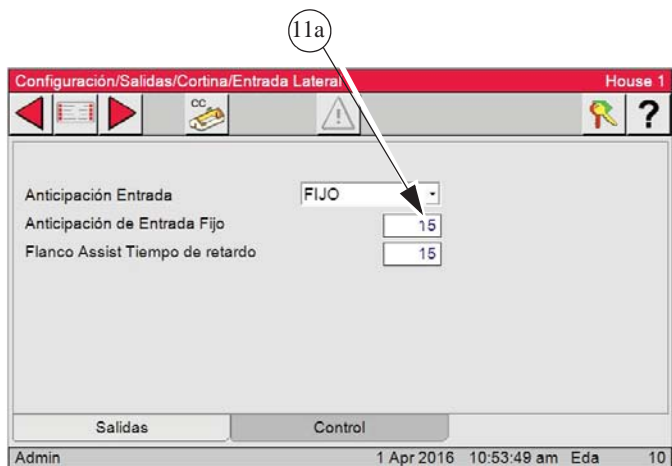 11a
Configuración/Salidas/Cortina/Entrada Lateral House 1
CC ?
Anticipación Entrada FIJO
Anticipación de Entrada Fijo 15
Flanco Assist Tiempo de retardo 15
Salidas Control
Admin 1 Apr 2016 10:53:49 am Eda 10